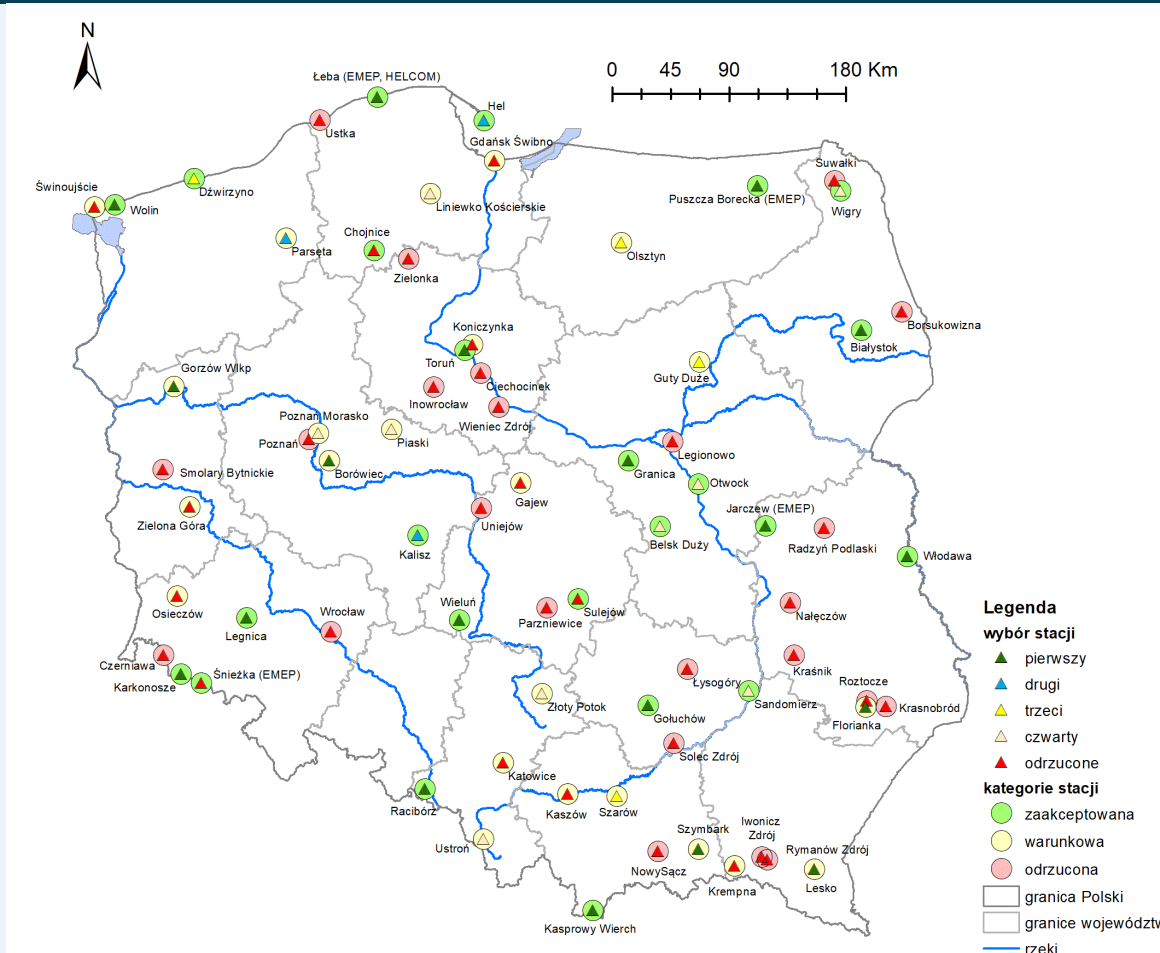 N
Łeba (EMEP, HELCOM)
0 45 90 180 Km
Hel
Ustka
Gdańsk Świbno
Suwałki
Świnoujście
Dźwirzyno
Puszcza Borecka (EMEP)
Wolin
Liniewko Kościerskie
Wigry
Chojnice
Parsęta
Olsztyn
Zielonka
Koniczynka
Borsukowizna
Białystok
Toruń
Gorzów Wlkp
Guty Duże
Ciechocinek
Inowrocław
Poznań Morasko
Wieniec Zdrój
Poznań
Piaski
Legionowo
Smolary Bytnickie
Borówiec
Granica
Otwock
Gajew
Jarczew (EMEP)
Zielona Góra
Uniejów
Belsk Duży
Radzyń Podlaski
Kalisz
Włodawa
Osieczów
Wieluń
Sulejów
Nałęczów
Wrocław
Parzniewice
Legnica
Czerniawa
Śnieżka (EMEP)
Kraśnik
Karkonosze
Łysogóry
Roztocze
Złoty Potok
Sandomierz
Krasnobród
Gołuchów
Florianka
Solec Zdrój
Katowice
Racibórz
Kaszów
Szarów
Iwonicz
Zdrój
Szymbark
Ustroń
Rymanów Zdrój
NowySącz
Krempna
Lesko
Kasprowy Wierch
Legenda
wybór stacji
pierwszy
drugi
trzeci
czwarty
odrzucone
kategorie stacji
zaakceptowana
warunkowa
odrzucona
granica Polski
granice województw
rzeki